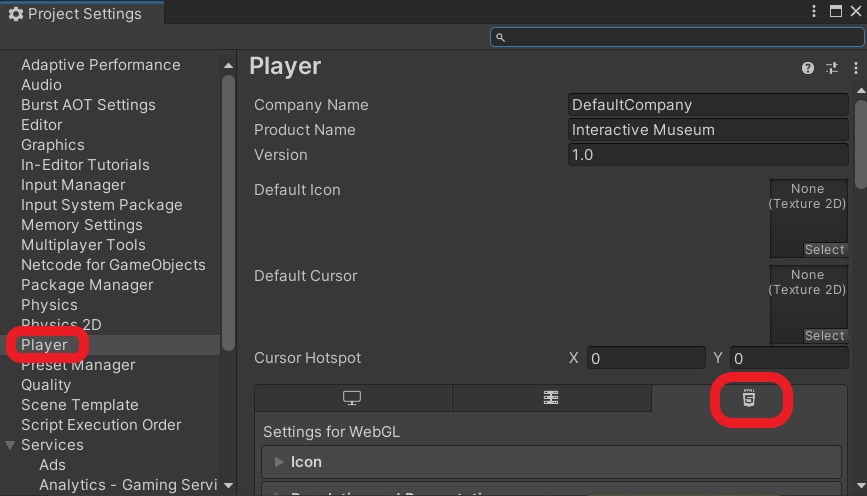 Project Settings
Adaptive Performance
Audio
Burst AOT Settings
Editor
Graphics
In-Editor Tutorials
Input Manager
Input System Package
Memory Settings
Multiplayer Tools
Netcode for GameObjects
Package Manager
Physics
Physics 2D
Player
Preset Manager
Quality
Scene Template
Script Execution Order
Services
Ads
Analytics - Gaming Servi
Player
Company Name DefaultCompany
Product Name Interactive Museum
Version 1.0
Default Icon
None
(Texture 2D)
Select
Default Cursor
None
(Texture 2D)
Select
Cursor Hotspot X 0 Y 0
HTML
5
Settings for WebGL
Icon